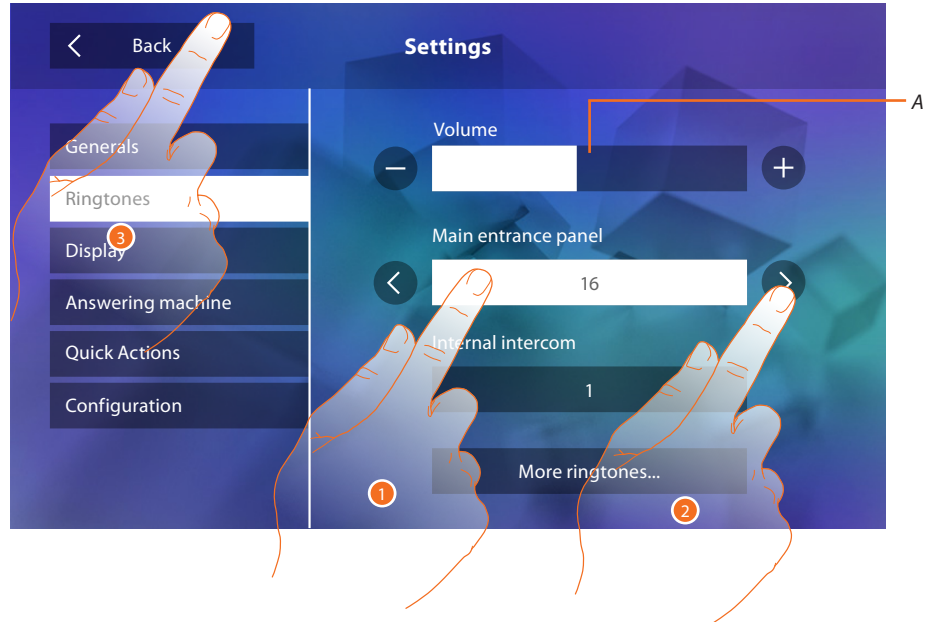 Back
Settings
A
Generals
Ringtones
Display
Answering machine
Quick Actions
Configuration
Volume
Main entrance panel
16
Internal intercom
1
More ringtones...
1
2
3